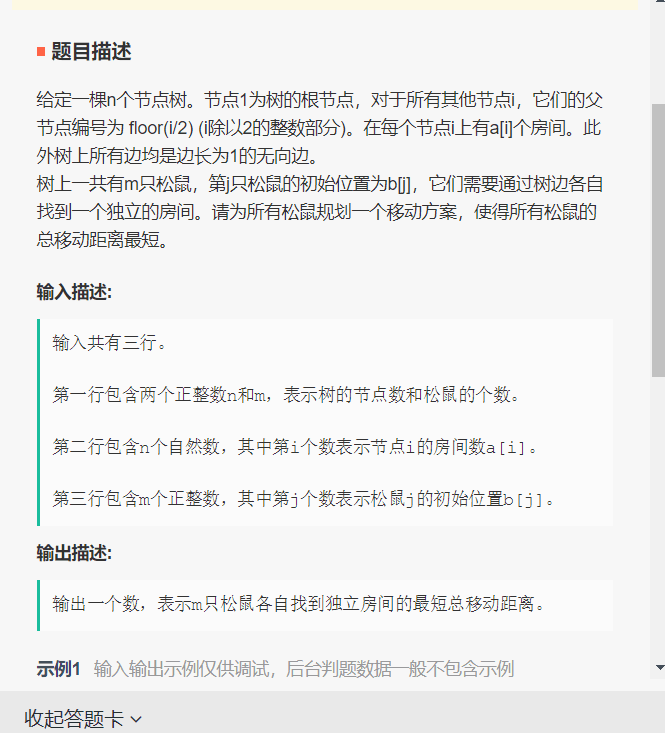 题目描述
给定一棵n个节点树。节点1为树的根节点，对于所有其他节点i，它们的父
节点编号为 floor(i/2) (i除以2的整数部分)。在每个节点i上有a[i]个房间。此
外树上所有边均是边长为1的无向边。
树上一共有m只松鼠，第j只松鼠的初始位置为b[j]，它们需要通过树边各自
找到一个独立的房间。请为所有松鼠规划一个移动方案，使得所有松鼠的
总移动距离最短。
输入描述:
输入共有三行。
第一行包含两个正整数n和m，表示树的节点数和松鼠的个数。
第二行包含n个自然数，其中第i个数表示节点i的房间数a[i]。
第三行包含m个正整数，其中第j个数表示松鼠j的初始位置b[j]。
输出描述:
输出一个数，表示m只松鼠各自找到独立房间的最短总移动距离。
示例1 输入输出示例仅供调试，后台判题数据一般不包含示例
收起答题卡